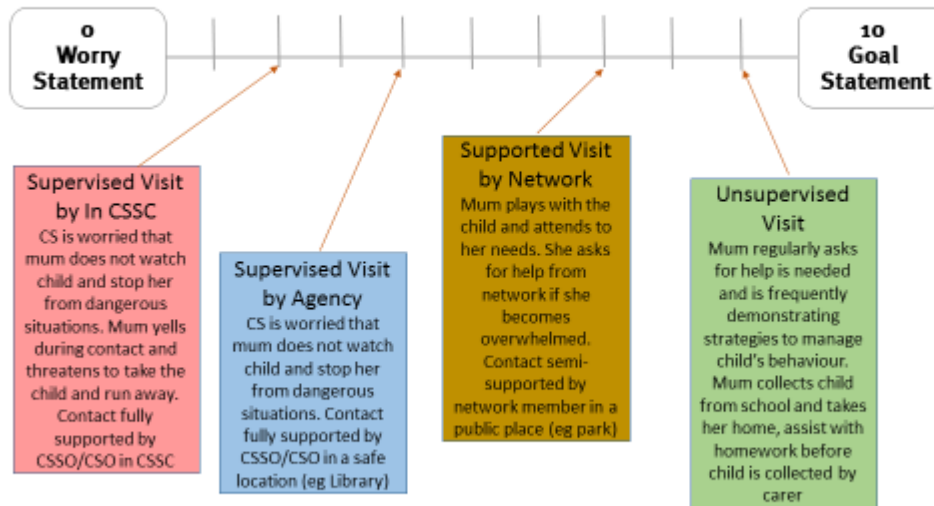 0
Worry
Statement
10
Goal
Statement
Supervised Visit
by In CSSC
CS is worried that
mum does not watch
child and stop her
from dangerous
situations. Mum yells
during contact and
threatens to take the
child and run away.
Contact fully
supported by
CSSO/CSO in CSSC
Supervised Visit
by Agency
CS is worried that
mum does not watch
child and stop her
from dangerous
situations. Contact
fully supported by
CSSO/CSO in a safe
location (eg Library)
Supported Visit
by Network
Mum plays with the
child and attends to
her needs. She asks
for help from
network if she
becomes
overwhelmed.
Contact semi-
supported by
network member in a
public place (eg park)
Unsupervised
Visit
Mum regularly asks
for help is needed
and is frequently
demonstrating
strategies to manage
child's behaviour.
Mum collects child
from school and takes
her home, assist with
homework before
child is collected by
carer